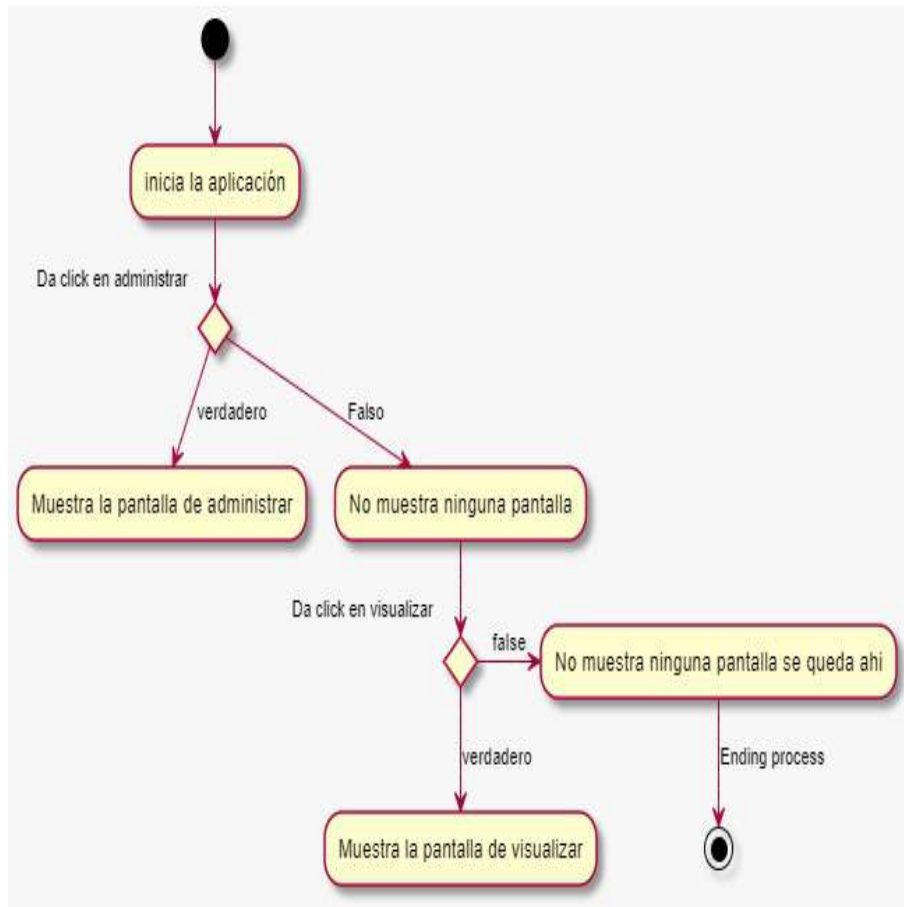 inicia la aplicación
Da click en administrar
verdadero
Falso
Muestra la pantalla de administrar
No muestra ninguna pantalla
Da click en visualizar
false
No muestra ninguna pantalla se queda ahi
verdadero
Ending process
Muestra la pantalla de visualizar